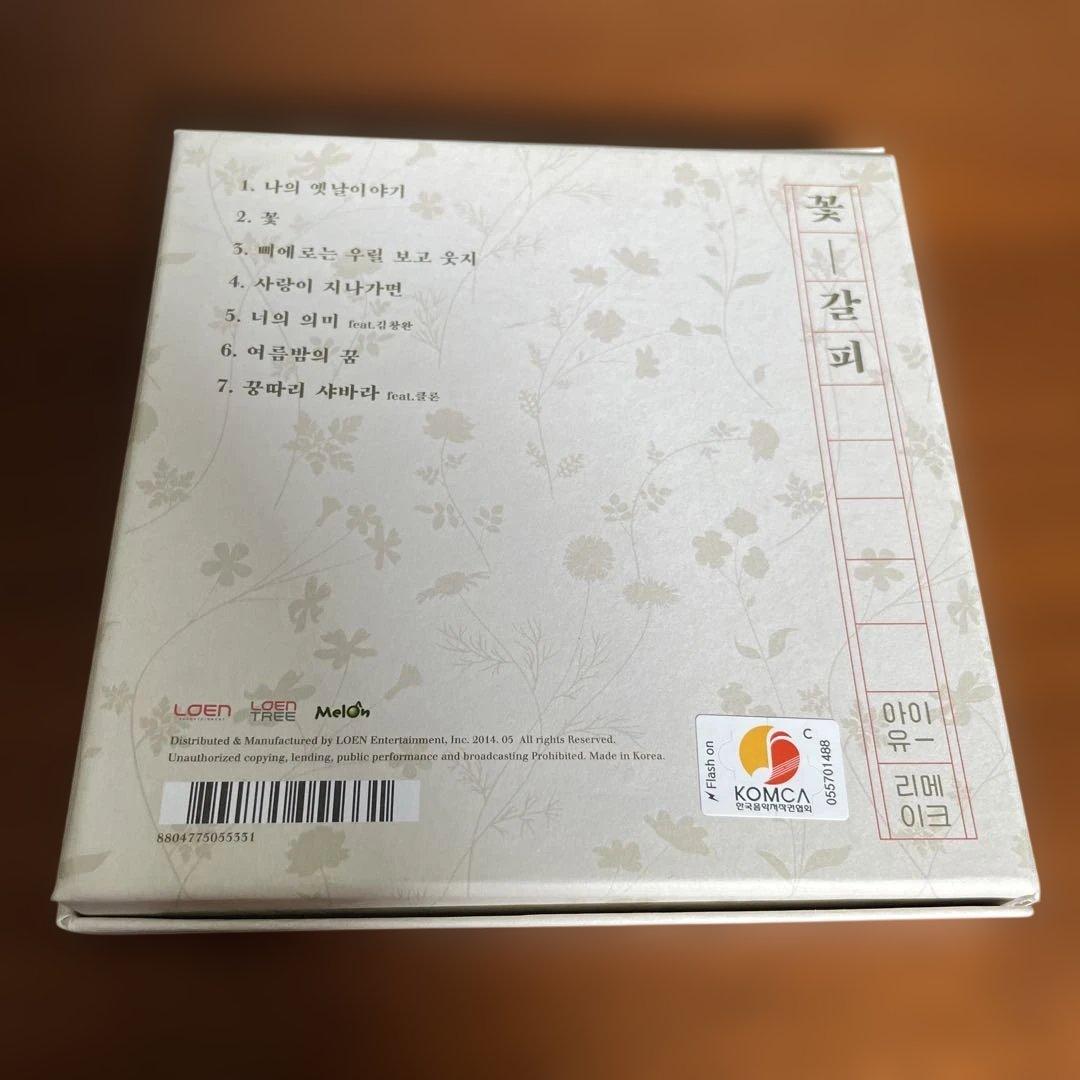 1. 나의 옛날이야기
2. 꽃
3. 삐에로는 우릴 보고 웃지
4. 사랑이 지나가면
5. 너의 의미 feat.김창완
6. 여름밤의 꿈
7. 꿍따리 샤바라 feat.클론
꽃
|
갈
피
아이
유_
리메
이크
LOEN
ENTERTAINMENT
LOEN
TREE
Melon
Distributed & Manufactured by LOEN Entertainment, Inc. 2014. 05 All rights Reserved.
Unauthorized copying, lending, public performance and broadcasting Prohibited. Made in Korea.
8804775055331
Flash on
C
KOMCA
한국음악저작권협회
055701488